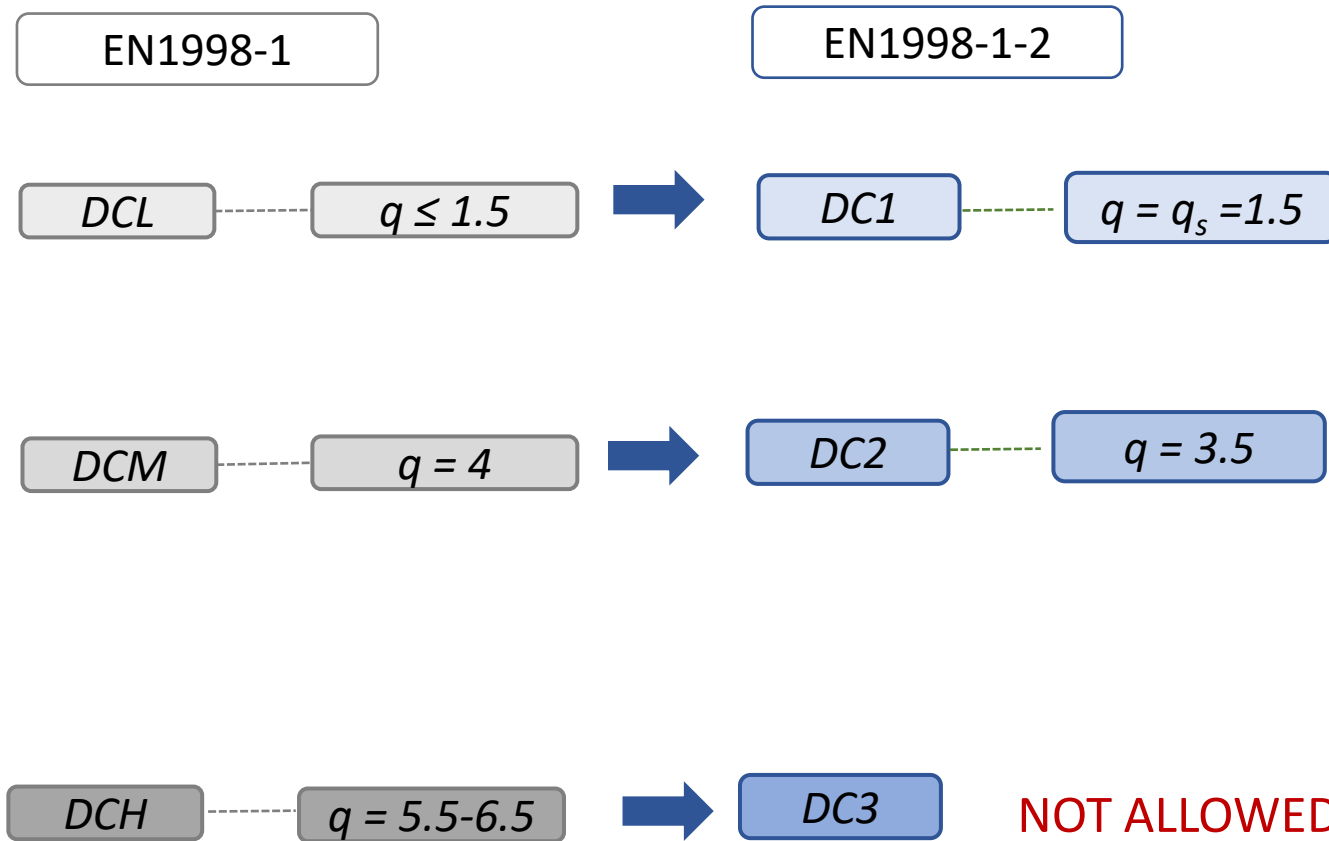 EN1998-1
EN1998-1-2
DCL q ≤ 1.5 DC1 q = qs =1.5
DCM q = 4 DC2 q = 3.5
DCH q = 5.5-6.5 DC3 NOT ALLOWED